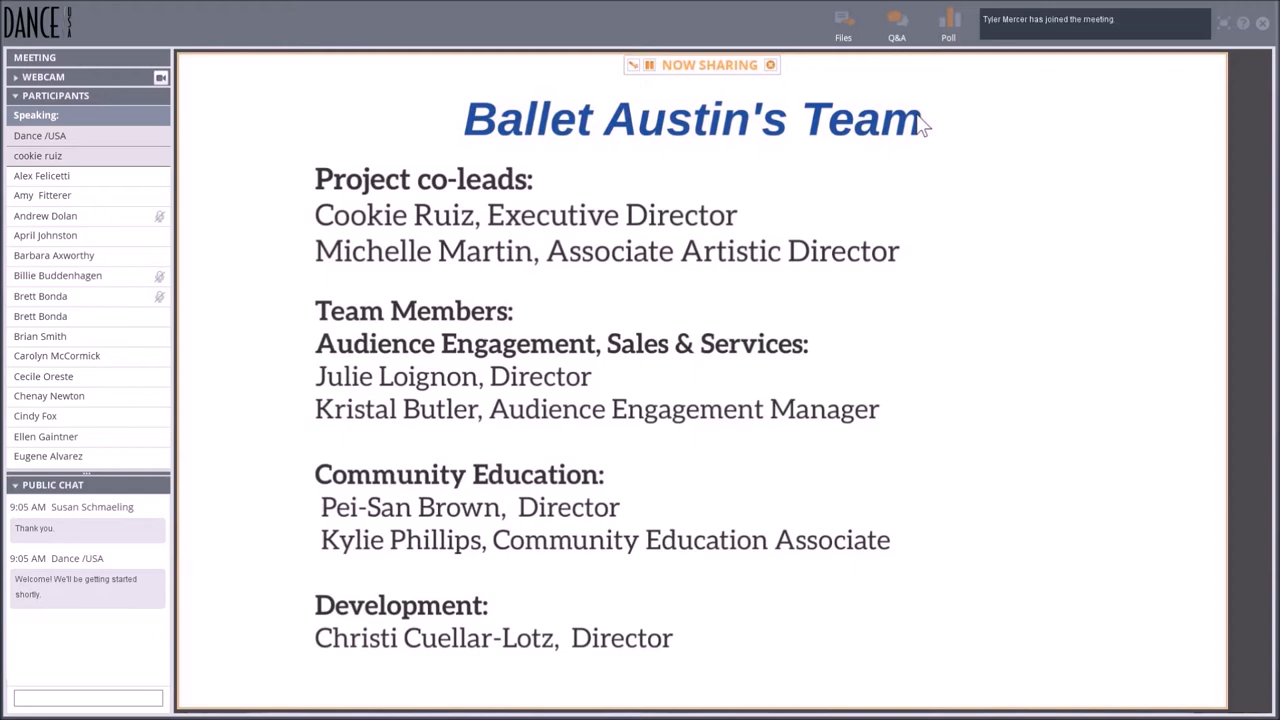 DANCE USA
Files
Q&A
Poll
Tyler Mercer has joined the meeting
MEETING
WEBCAM
PARTICIPANTS
Speaking:
Dance /USA
cookie ruiz
Alex Felicetti
Amy Fitterer
Andrew Dolan
April Johnston
Barbara Axworthy
Billie Buddenhagen
Brett Bonda
Brett Bonda
Brian Smith
Carolyn McCormick
Cecile Oreste
Chenay Newton
Cindy Fox
Ellen Gaintner
Eugene Alvarez
PUBLIC CHAT
9:05 AM Susan Schmaeling
Thank you.
9:05 AM Dance /USA
Welcome! We'll be getting started
shortly.
NOW SHARING
Ballet Austin's Team
Project co-leads:
Cookie Ruiz, Executive Director
Michelle Martin, Associate Artistic Director
Team Members:
Audience Engagement, Sales & Services:
Julie Loignon, Director
Kristal Butler, Audience Engagement Manager
Community Education:
Pei-San Brown, Director
Kylie Phillips, Community Education Associate
Development:
Christi Cuellar-Lotz, Director